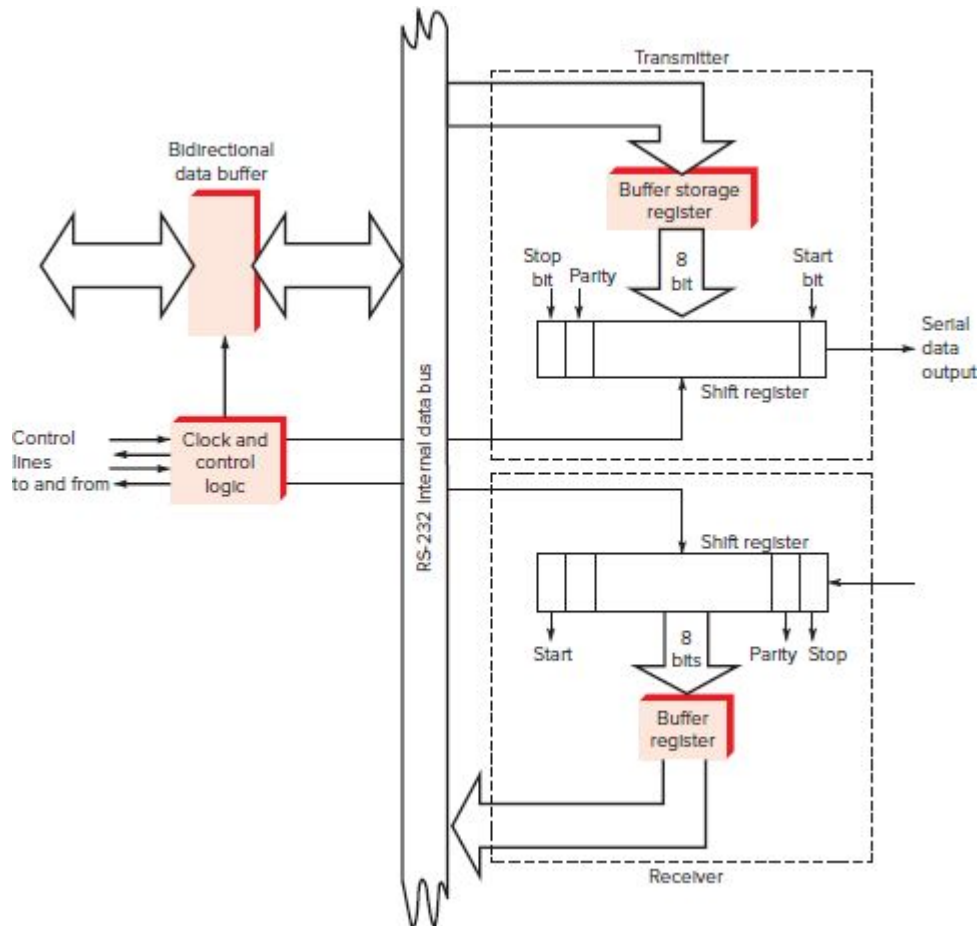 Transmitter
Bidirectional
data buffer
Buffer storage
register
Stop
bit
Parity
8
bit
Start
bit
Serial
data
output
Shift register
Control
lines
to and from
Clock and
control
logic
RS-232 Internal data bus
Shift register
Start
8
bits
Parity
Stop
Buffer
register
Receiver